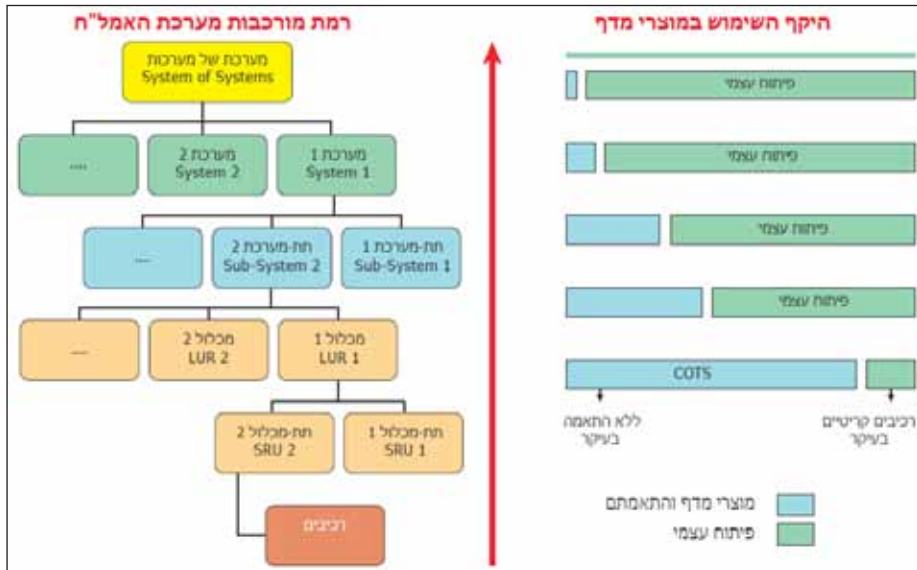 היקף השימוש במוצרי מדף
רמת מורכבות מערכת האמל"ח
פיתוח עצמי
פיתוח עצמי
פיתוח עצמי
פיתוח עצמי
COTS
רכיבים קריטיים
בעיקר
ללא התאמה
בעיקר
מוצרי מדף והתאמתם
פיתוח עצמי
מערכת של מערכות
System of Systems
מערכת 1
System 1
מערכת 2
System 2
....
תת-מערכת 1
Sub-System 1
תת-מערכת 2
Sub-System 2
....
מכלול 1
LUR 1
מכלול 2
LUR 2
....
תת-מכלול 1
SRU 1
תת-מכלול 2
SRU 2
רכיבים